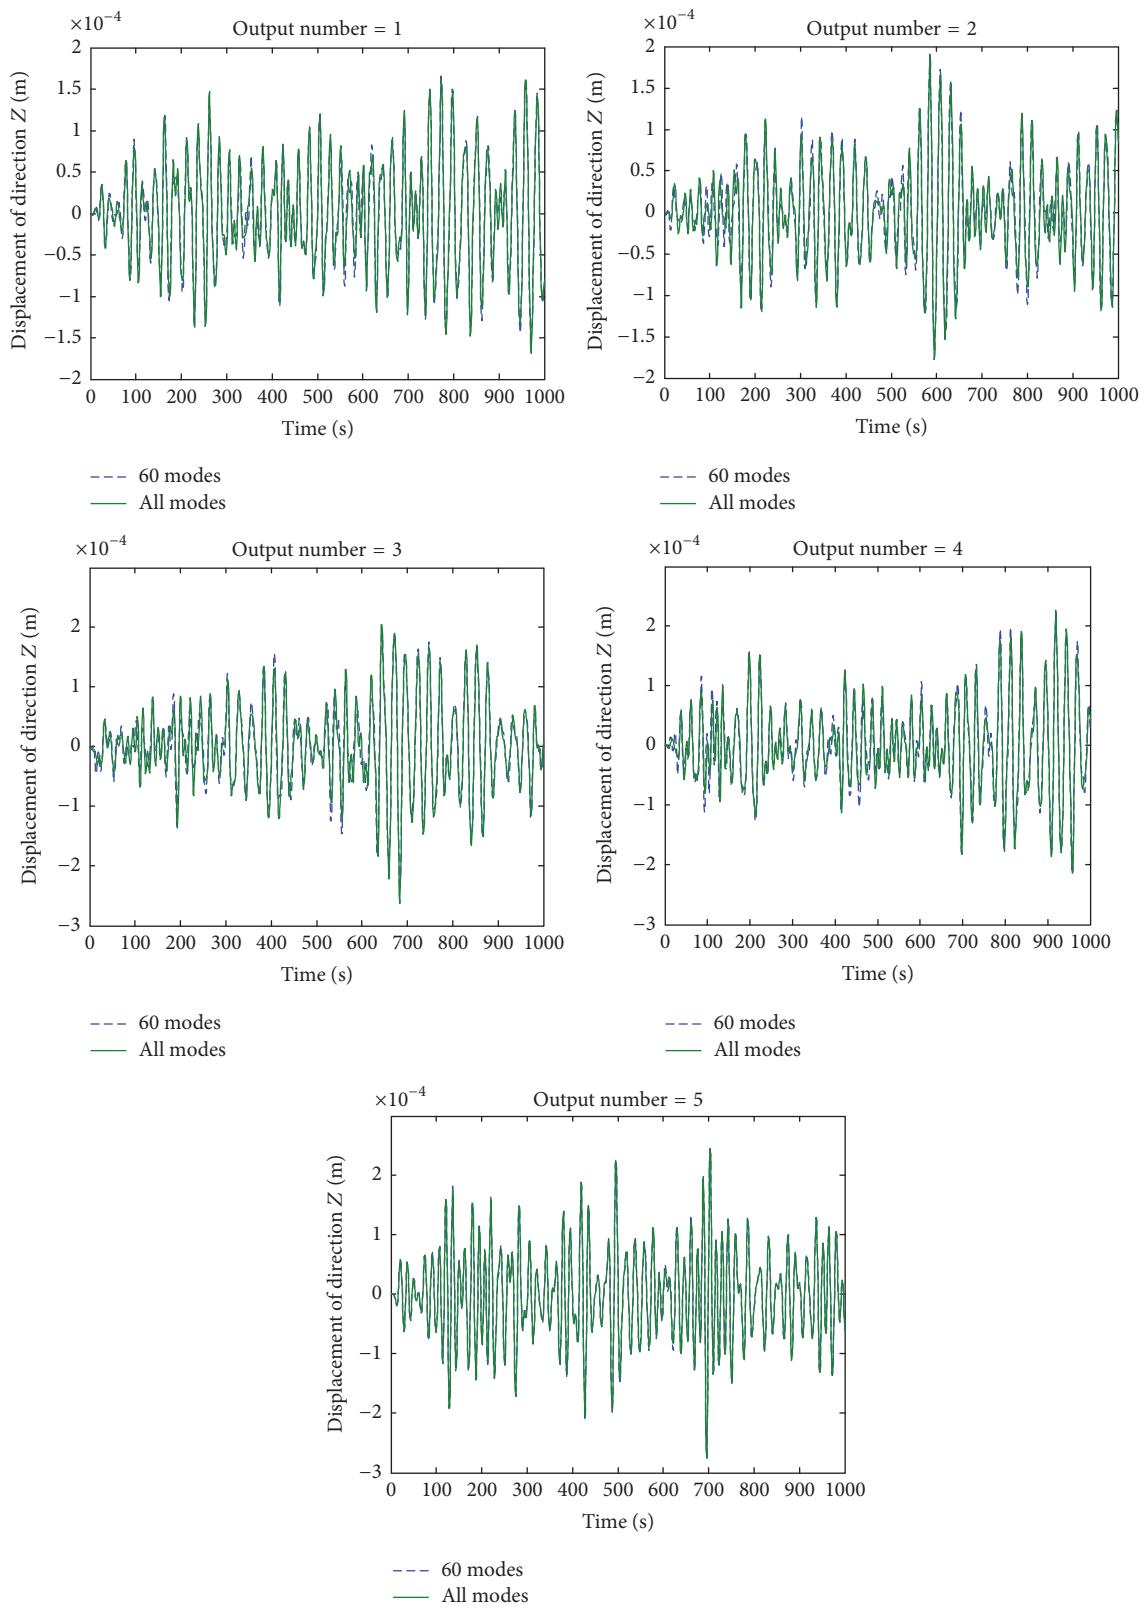 ×10−4
Output number = 1
2
1.5
1
0.5
0
−0.5
−1
−1.5
−2
Displacement of direction Z (m)
0 100 200 300 400 500 600 700 800 900 1000
Time (s)
60 modes
All modes
×10−4
Output number = 2
2
1.5
1
0.5
0
−0.5
−1
−1.5
−2
Displacement of direction Z (m)
0 100 200 300 400 500 600 700 800 900 1000
Time (s)
60 modes
All modes
×10−4
Output number = 3
2
1
0
−1
−2
−3
Displacement of direction Z (m)
0 100 200 300 400 500 600 700 800 900 1000
Time (s)
60 modes
All modes
×10−4
Output number = 4
2
1
0
−1
−2
−3
Displacement of direction Z (m)
0 100 200 300 400 500 600 700 800 900 1000
Time (s)
60 modes
All modes
×10−4
Output number = 5
2
1
0
−1
−2
−3
Displacement of direction Z (m)
0 100 200 300 400 500 600 700 800 900 1000
Time (s)
60 modes
All modes